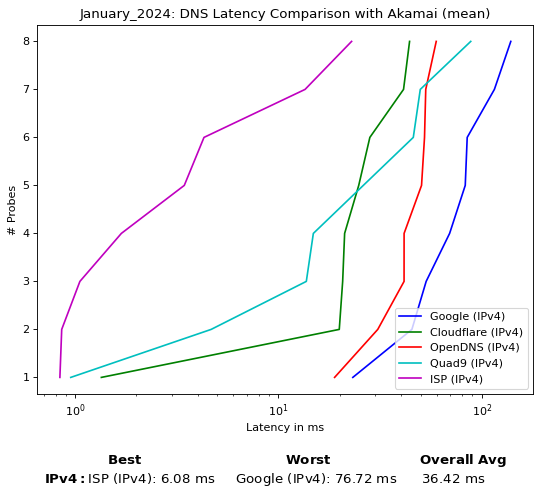 January_2024: DNS Latency Comparison with Akamai (mean)
# Probes
8
7
6
5
4
3
2
1
Google (IPv4)
Cloudflare (IPv4)
OpenDNS (IPv4)
Quad9 (IPv4)
ISP (IPv4)
10⁰ 10¹ 10²
Latency in ms
Best Worst Overall Avg
IPv4: ISP (IPv4): 6.08 ms Google (IPv4): 76.72 ms 36.42 ms